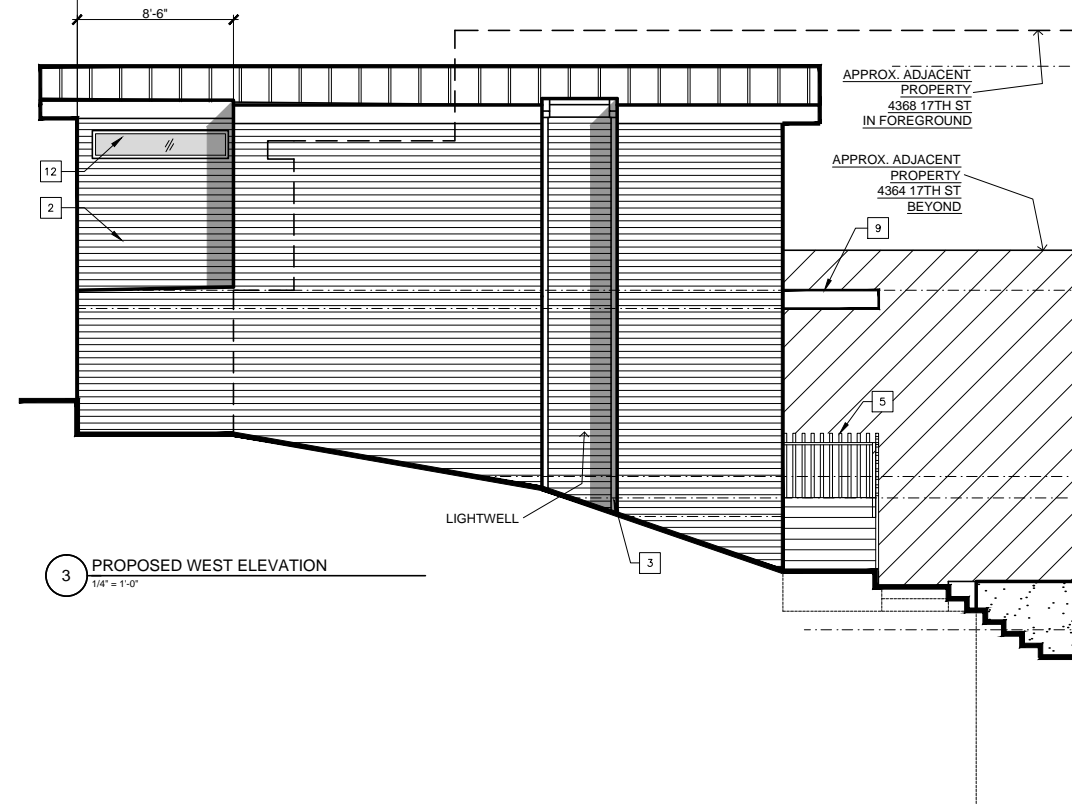 8'-6"
APPROX. ADJACENT
PROPERTY
4368 17TH ST
IN FOREGROUND
APPROX. ADJACENT
PROPERTY
4364 17TH ST
BEYOND
12
2
9
5
LIGHTWELL
3
3
PROPOSED WEST ELEVATION
1/4" = 1'-0"